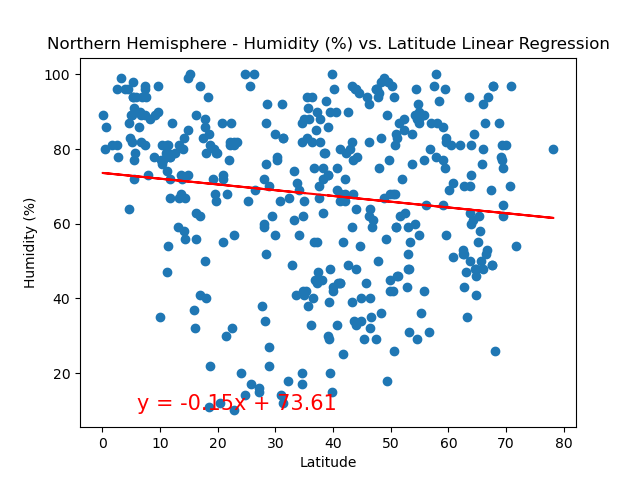 Northern Hemisphere - Humidity (%) vs. Latitude Linear Regression
100
80
60
40
20
Humidity (%)
y = -0.15x + 73.61
0 10 20 30 40 50 60 70 80
Latitude